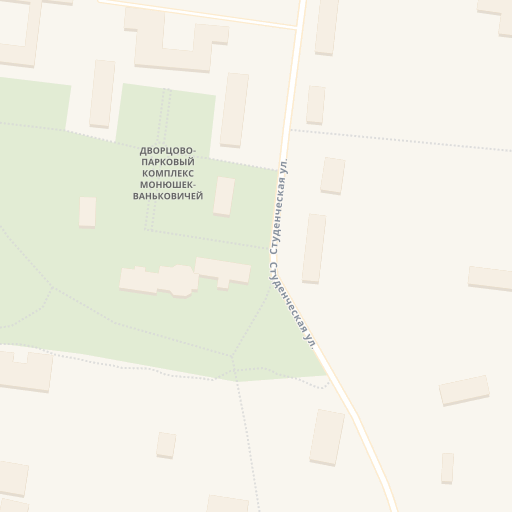 ДВОРЦОВО-
ПАРКОВЫЙ
КОМПЛЕКС
МОНЮШЕК-
ВАНЬКОВИЧЕЙ
Студенческая ул.
Студенческая ул.